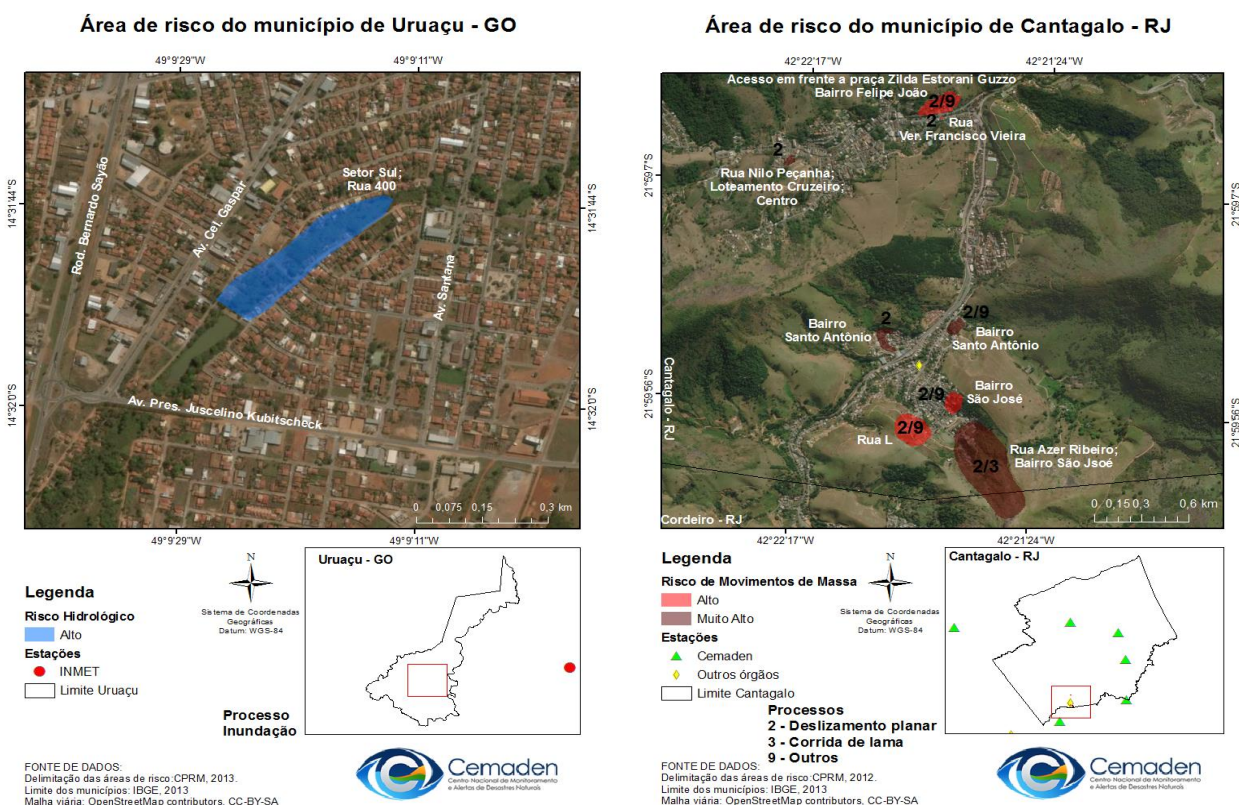 Área de risco do município de Uruaçu - GO
49°9'29"W
49°9'11"W
14°31'44"S
14°31'44"S
Setor Sul;
Rua 400
Rod. Bernardo Sayão
Av. Cel. Gaspar
Av. Santana
14°32'0"S
14°32'0"S
Av. Pres. Juscelino Kubitscheck
0 0,075 0,15 0,3 km
49°9'29"W
49°9'11"W
Legenda
Risco Hidrológico
Alto
Estações
INMET
Limite Uruaçu
N
Sistema de Coordenadas
Geográficas
Datum: WGS-84
Uruaçu - GO
Processo
Inundação
FONTE DE DADOS:
Delimitação das áreas de risco:CPRM, 2013.
Limite dos municípios: IBGE, 2013
Malha viária: OpenStreetMap contributors, CC-BY-SA
Cemaden
Centro Nacional de Monitoramento
e Alertas de Desastres Naturais
Área de risco do município de Cantagalo - RJ
42°22'17"W
42°21'24"W
Acesso em frente a praça Zilda Estorani Guzzo
Bairro Felipe João
2/9
2
Rua
Ver. Francisco Vieira
2
Rua Nilo Peçanha;
Loteamento Cruzeiro;
Centro
21°59'7"S
21°59'7"S
2
Bairro
Santo Antônio
2/9
Bairro
Santo Antônio
Cantagalo - RJ
21°59'56"S
21°59'56"S
2/9
Bairro
São José
2/9
Rua L
2/3
Rua Azer Ribeiro;
Bairro São Jsoé
Cordeiro - RJ
0 0,15 0,3 0,6 km
42°22'17"W
42°21'24"W
Legenda
Risco de Movimentos de Massa
Alto
Muito Alto
Estações
Cemaden
Outros órgãos
Limite Cantagalo
N
Sistema de Coordenadas
Geográficas
Datum: WGS-84
Cantagalo - RJ
Processos
2 - Deslizamento planar
3 - Corrida de lama
9 - Outros
FONTE DE DADOS:
Delimitação das áreas de risco:CPRM, 2012.
Limite dos municípios: IBGE, 2013
Malha viária: OpenStreetMap contributors, CC-BY-SA
Cemaden
Centro Nacional de Monitoramento
e Alertas de Desastres Naturais